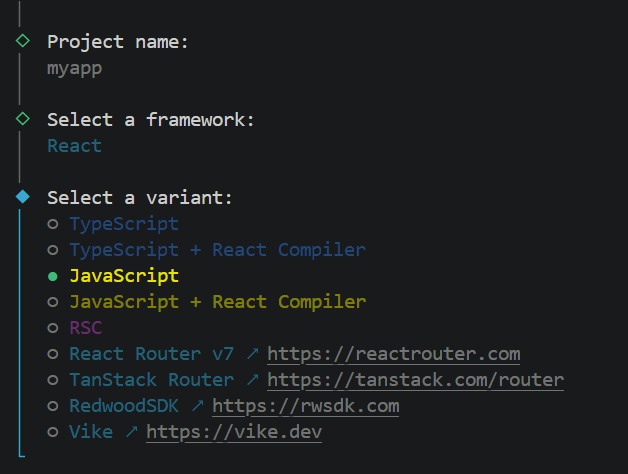 Project name:
myapp
Select a framework:
React
Select a variant:
TypeScript
TypeScript + React Compiler
JavaScript
JavaScript + React Compiler
RSC
React Router v7 ↗ https://reactrouter.com
TanStack Router ↗ https://tanstack.com/router
RedwoodSDK ↗ https://rwsdk.com
Vike ↗ https://vike.dev